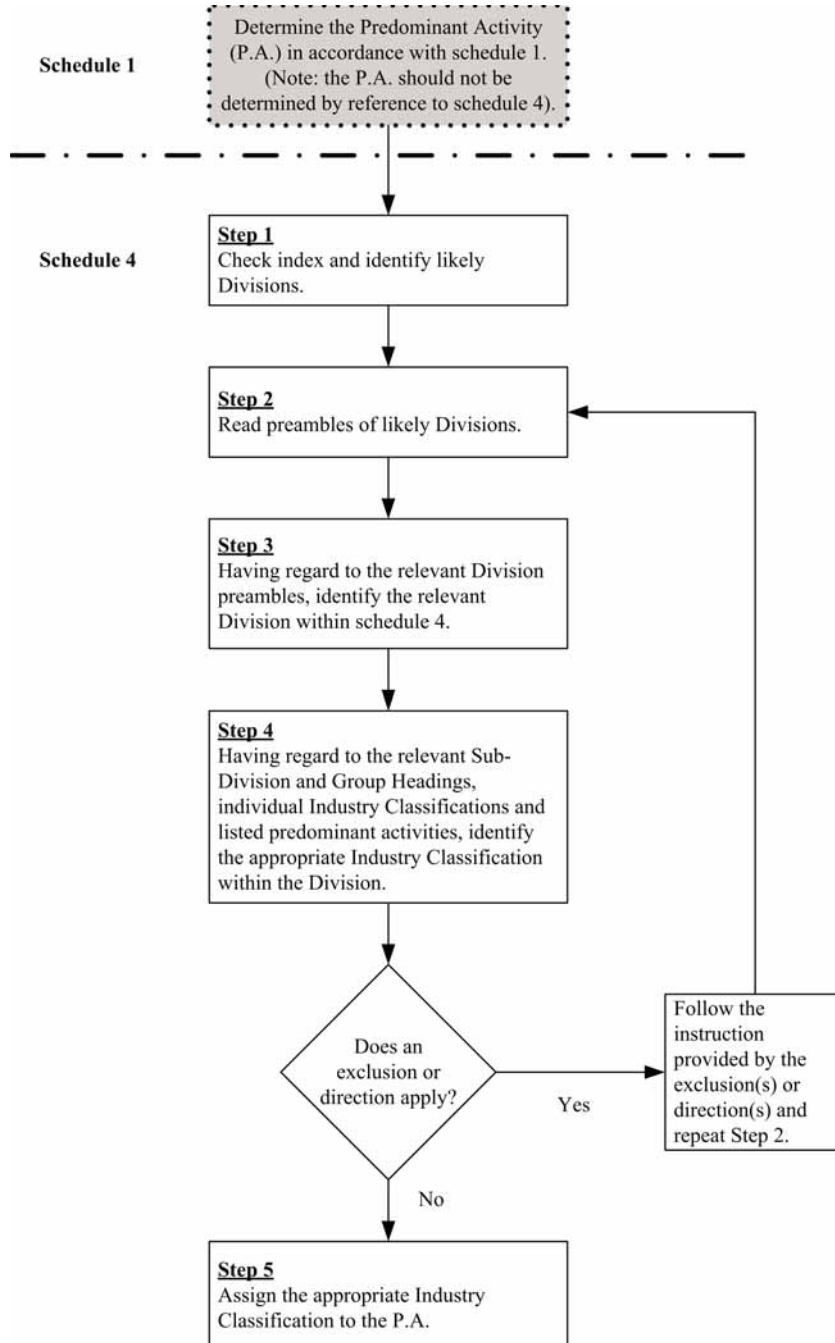 Schedule 1
Determine the Predominant Activity
(P.A.) in accordance with schedule 1.
(Note: the P.A. should not be
determined by reference to schedule 4).
Schedule 4
Step 1
Check index and identify likely
Divisions.
Step 2
Read preambles of likely Divisions.
Step 3
Having regard to the relevant Division
preambles, identify the relevant
Division within schedule 4.
Step 4
Having regard to the relevant Sub-
Division and Group Headings,
individual Industry Classifications and
listed predominant activities, identify
the appropriate Industry Classification
within the Division.
Does an
exclusion or
direction apply?
Yes
Follow the
instruction
provided by the
exclusion(s) or
direction(s) and
repeat Step 2.
No
Step 5
Assign the appropriate Industry
Classification to the P.A.